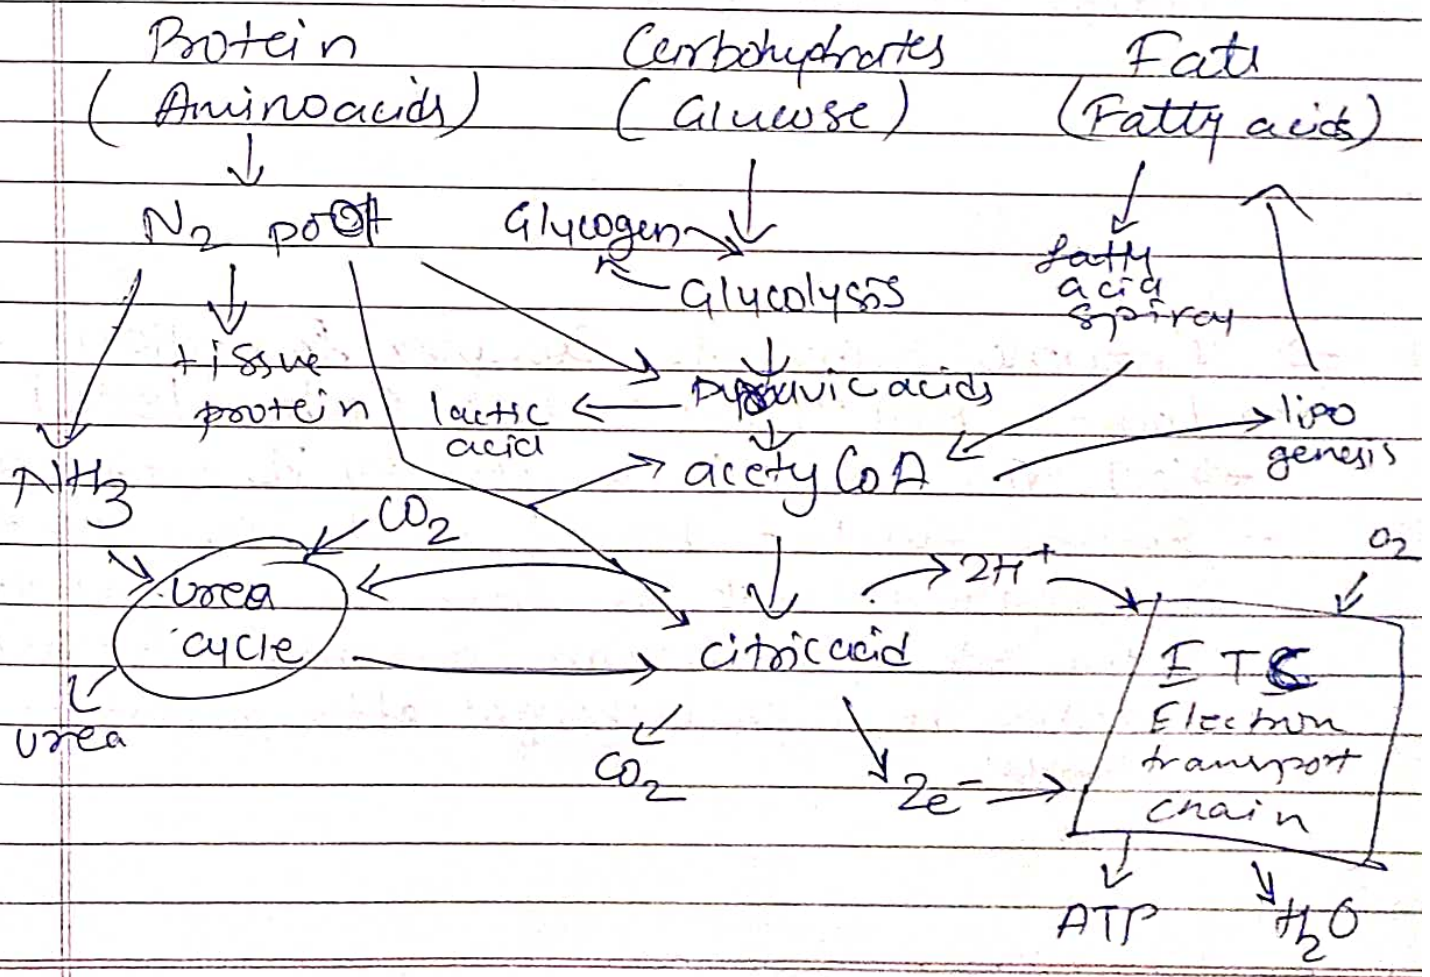 Protein
(Aminoacids)
Carbohydrates
(Glucose)
Fats
(Fatty acids)
N2 pool
Glycogen
Glycolysis
fatty
acid
spiral
tissue
protein
lactic
acid
pyruvic acids
acety CoA
lipo
genesis
NH3
CO2
urea
cycle
urea
2H+
O2
citric acid
CO2
2e-
ETC
Electron
transport
chain
ATP
H2O